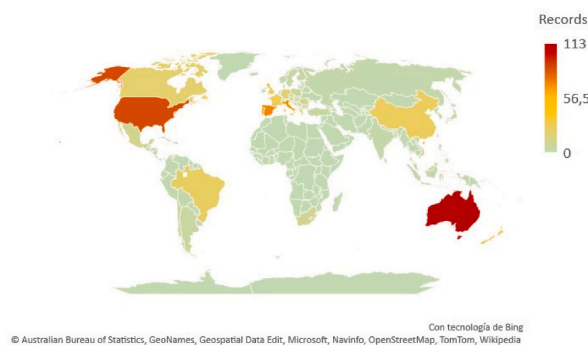 Records
113
56,5
0
Con tecnología de Bing
© Australian Bureau of Statistics, GeoNames, Geospatial Data Edit, Microsoft, Navinfo, OpenStreetMap, TomTom, Wikipedia